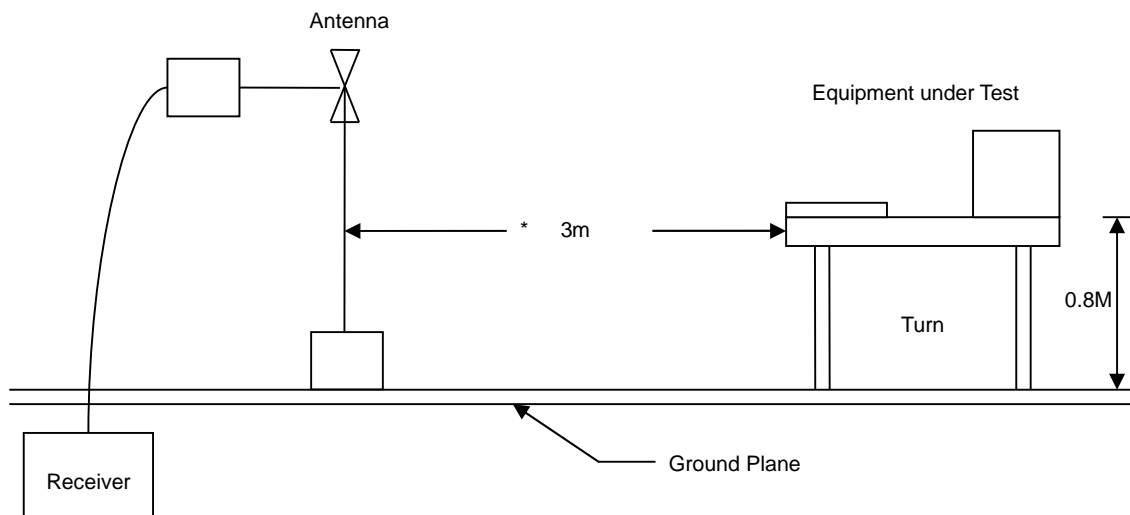 Antenna
Equipment under Test
* 3m
0.8M
Turn
Ground Plane
Receiver